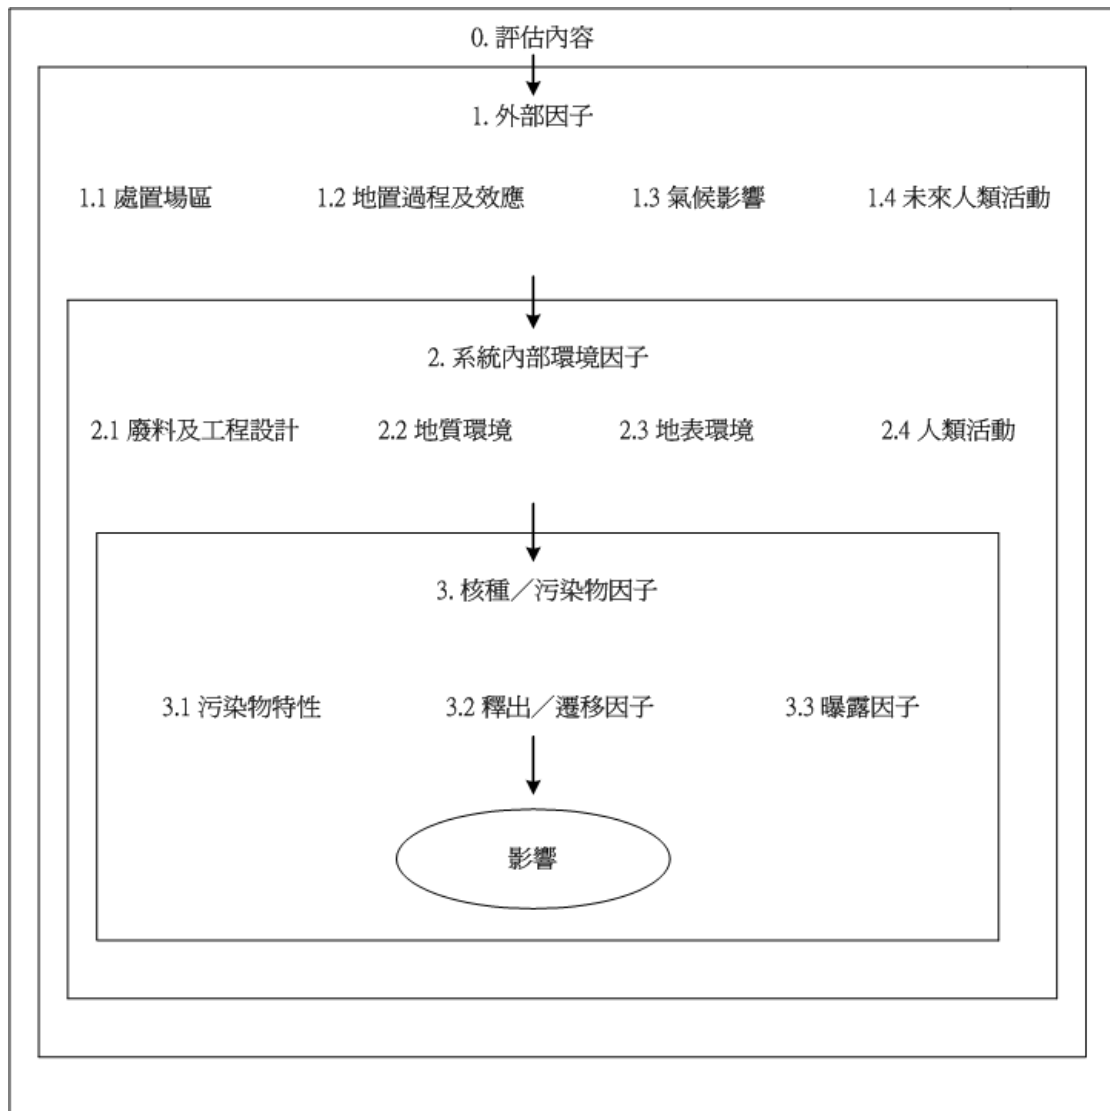 0. 評估內容
1. 外部因子
1.1 處置場區 1.2 地置過程及效應 1.3 氣候影響 1.4 未來人類活動
2. 系統內部環境因子
2.1 廢料及工程設計 2.2 地質環境 2.3 地表環境 2.4 人類活動
3. 核種／污染物因子
3.1 污染物特性 3.2 釋出／遷移因子 3.3 曝露因子
影響